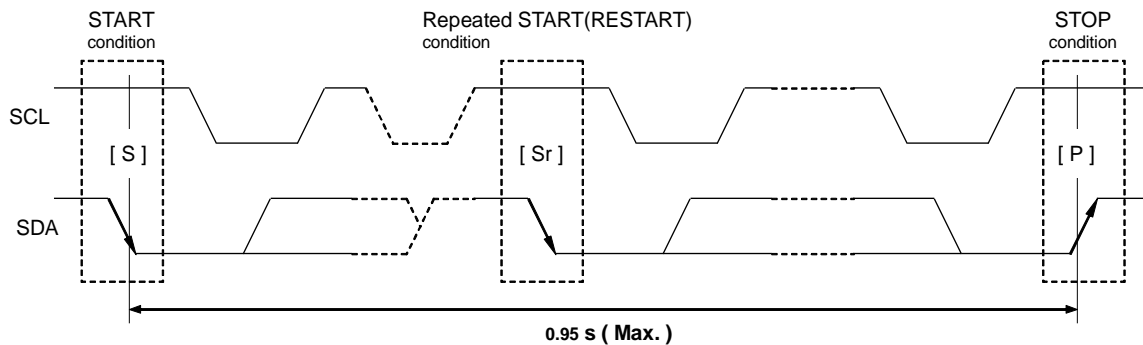 START
condition
Repeated START(RESTART)
condition
STOP
condition
SCL
[ S ]
[ Sr ]
[ P ]
SDA
0.95 s ( Max. )